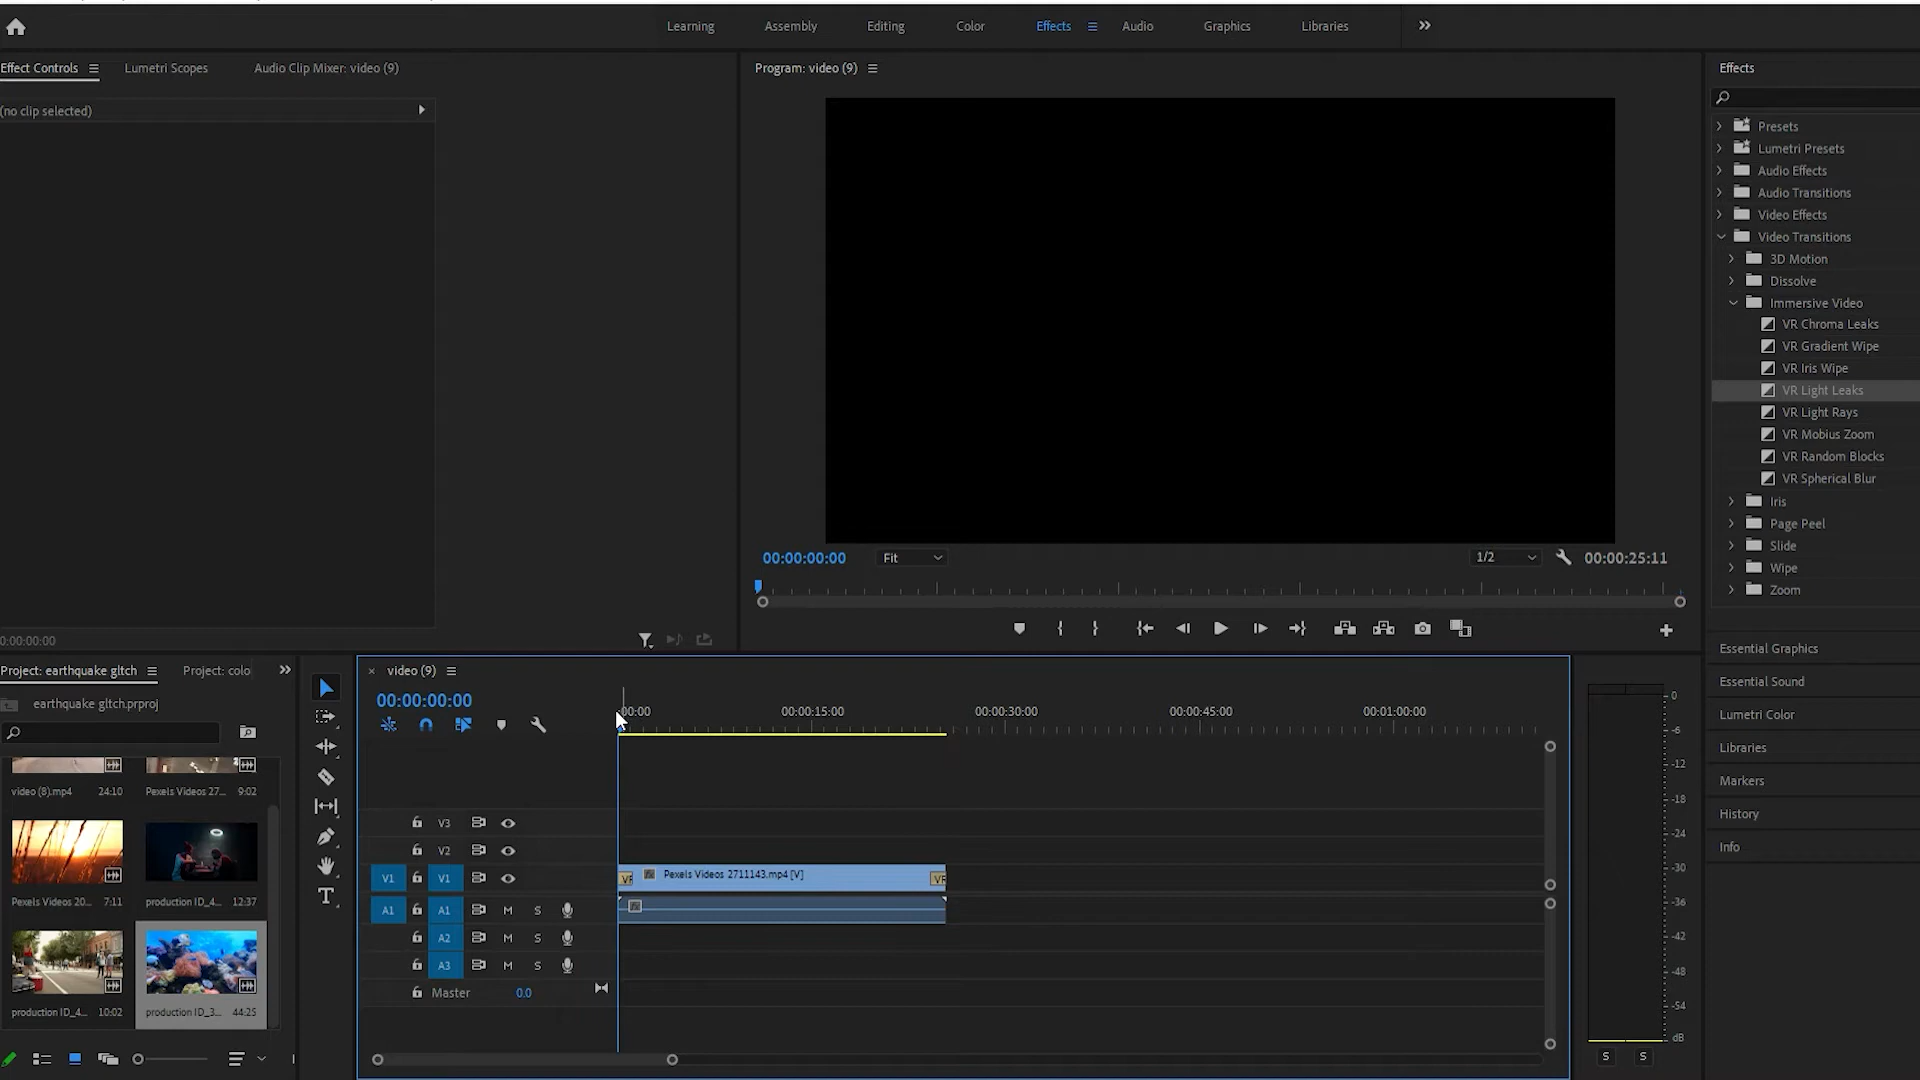 Learning Assembly Editing Color Effects Audio Graphics Libraries
Effect Controls Lumetri Scopes Audio Clip Mixer: video (9)
(no clip selected)
Program: video (9)
00:00:00:00 Fit 1/2 00:00:25:11
0:00:00:00
Effects
Presets
Lumetri Presets
Audio Effects
Audio Transitions
Video Effects
Video Transitions
3D Motion
Dissolve
Immersive Video
VR Chroma Leaks
VR Gradient Wipe
VR Iris Wipe
VR Light Leaks
VR Light Rays
VR Mobius Zoom
VR Random Blocks
VR Spherical Blur
Iris
Page Peel
Slide
Wipe
Zoom
Essential Graphics
Essential Sound
Lumetri Color
Libraries
Markers
History
Info
Project: earthquake gltch Project: colo
earthquake gltch.prproj
video (8).mp4 24:10 Pexels Videos 27... 9:02
Pexels Videos 20... 7:11 production ID_4... 12:37
production ID_4... 10:02 production ID_3... 44:25
T
× video (9)
00:00:00:00
:00:00 00:00:15:00 00:00:30:00 00:00:45:00 00:01:00:00
V3
V2
V1 V1 VR fx Pexels Videos 2711143.mp4 [V] VR
A1 A1 M S fx
A2 M S
A3 M S
Master 0.0
0
-6
-12
-18
-24
-30
-36
-42
-48
-54
dB
S S